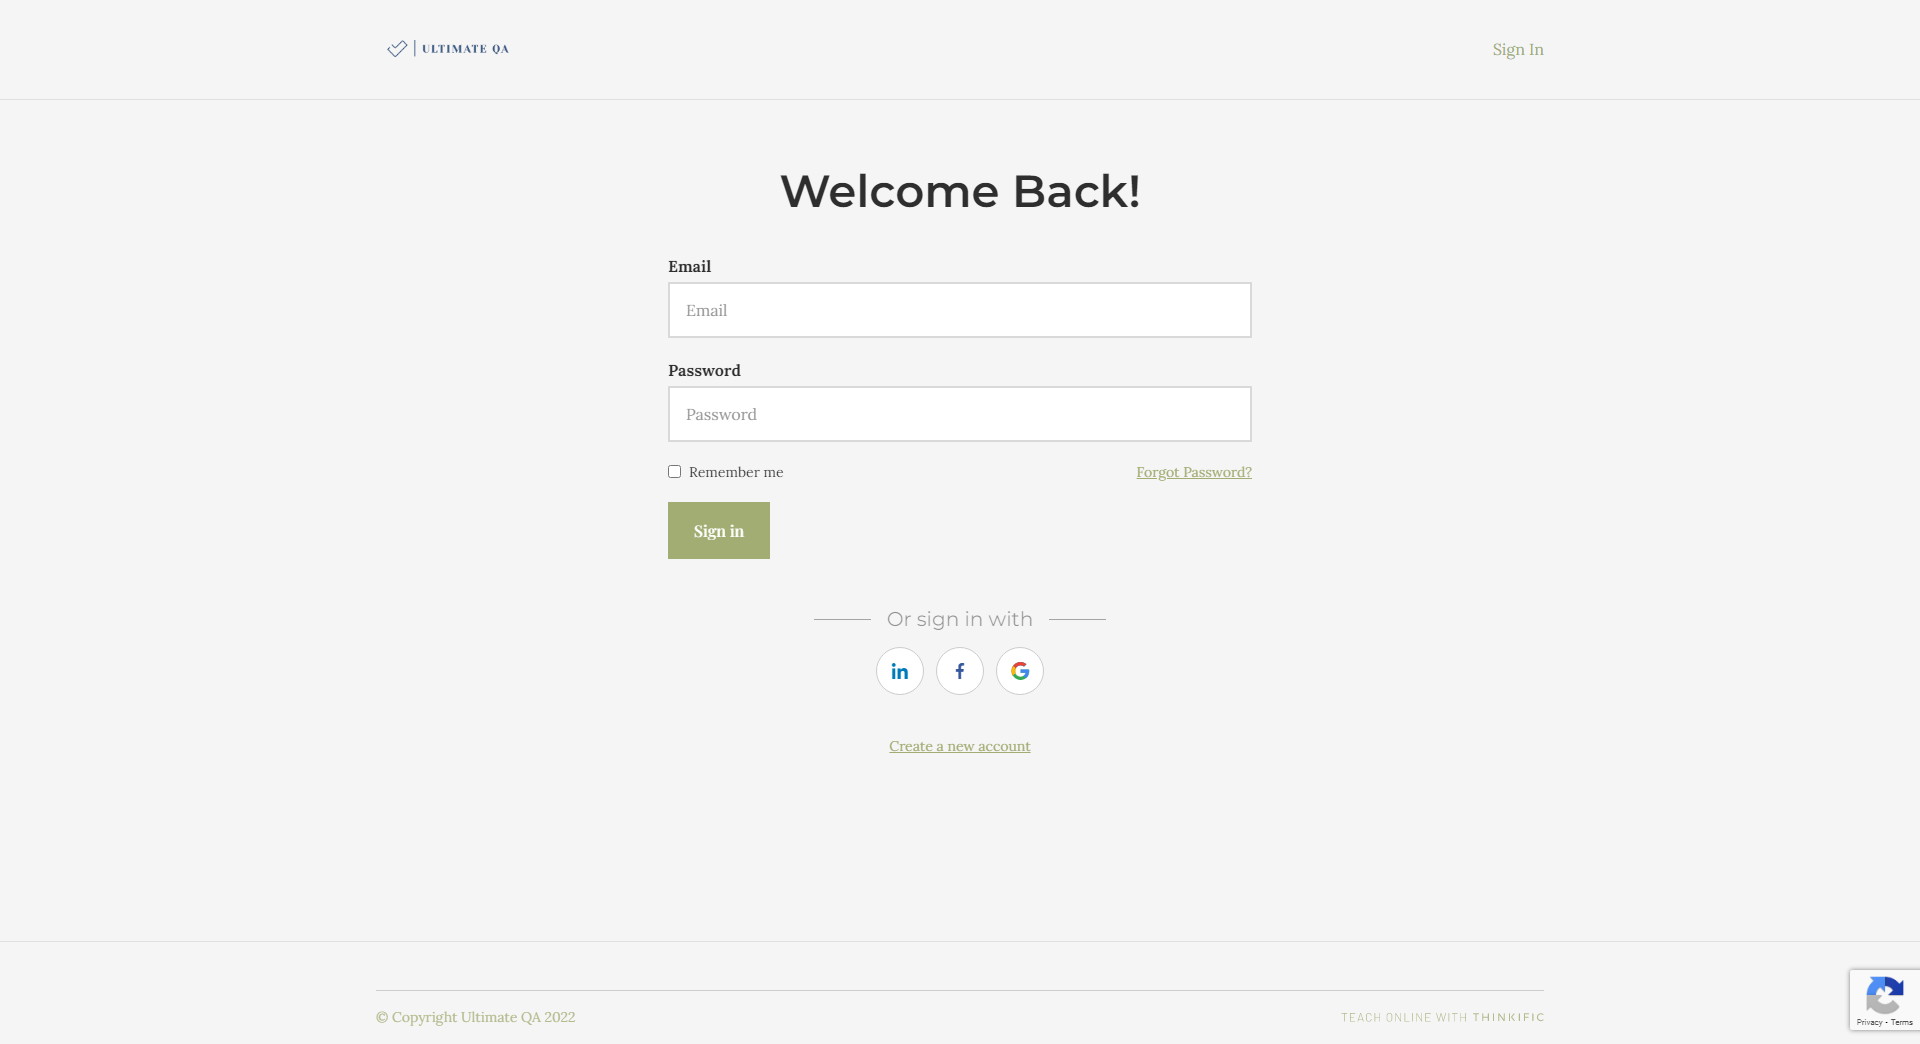 ULTIMATE QA
Sign In
Welcome Back!
Email
Email
Password
Password
Remember me
Forgot Password?
Sign in
Or sign in with
Create a new account
© Copyright Ultimate QA 2022
TEACH ONLINE WITH THINKIFIC
Privacy - Terms